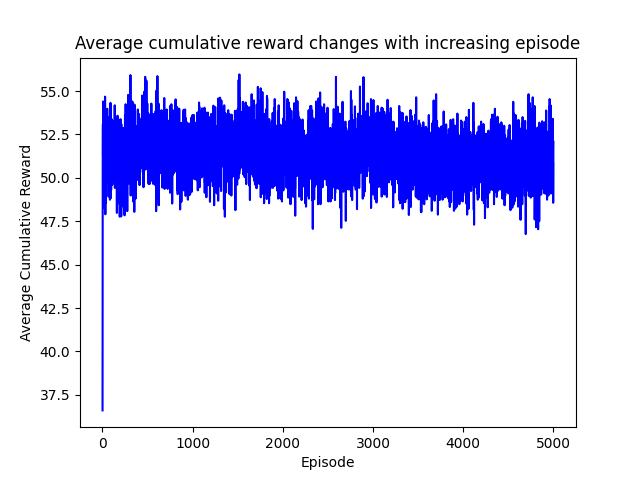 Average cumulative reward changes with increasing episode
Average Cumulative Reward
55.0
52.5
50.0
47.5
45.0
42.5
40.0
37.5
0 1000 2000 3000 4000 5000
Episode